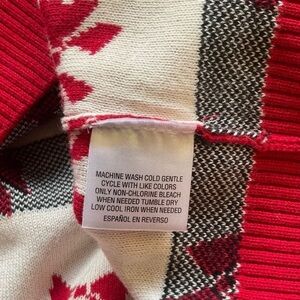 MACHINE WASH COLD GENTLE
CYCLE WITH LIKE COLORS
ONLY NON-CHLORINE BLEACH
WHEN NEEDED TUMBLE DRY
LOW COOL IRON WHEN NEEDED
ESPAÑOL EN REVERSO